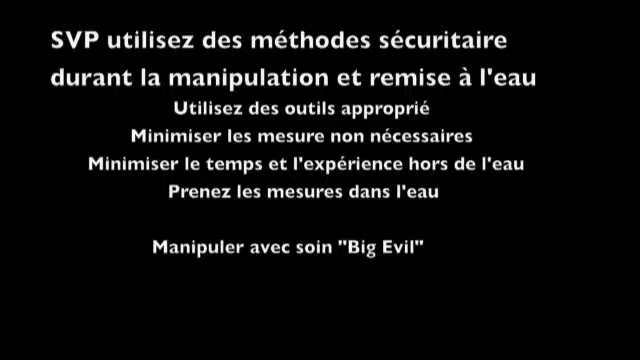 SVP utilisez des méthodes sécuritaire
durant la manipulation et remise à l'eau
Utilisez des outils approprié
Minimiser les mesure non nécessaires
Minimiser le temps et l'expérience hors de l'eau
Prenez les mesures dans l'eau
Manipuler avec soin "Big Evil"